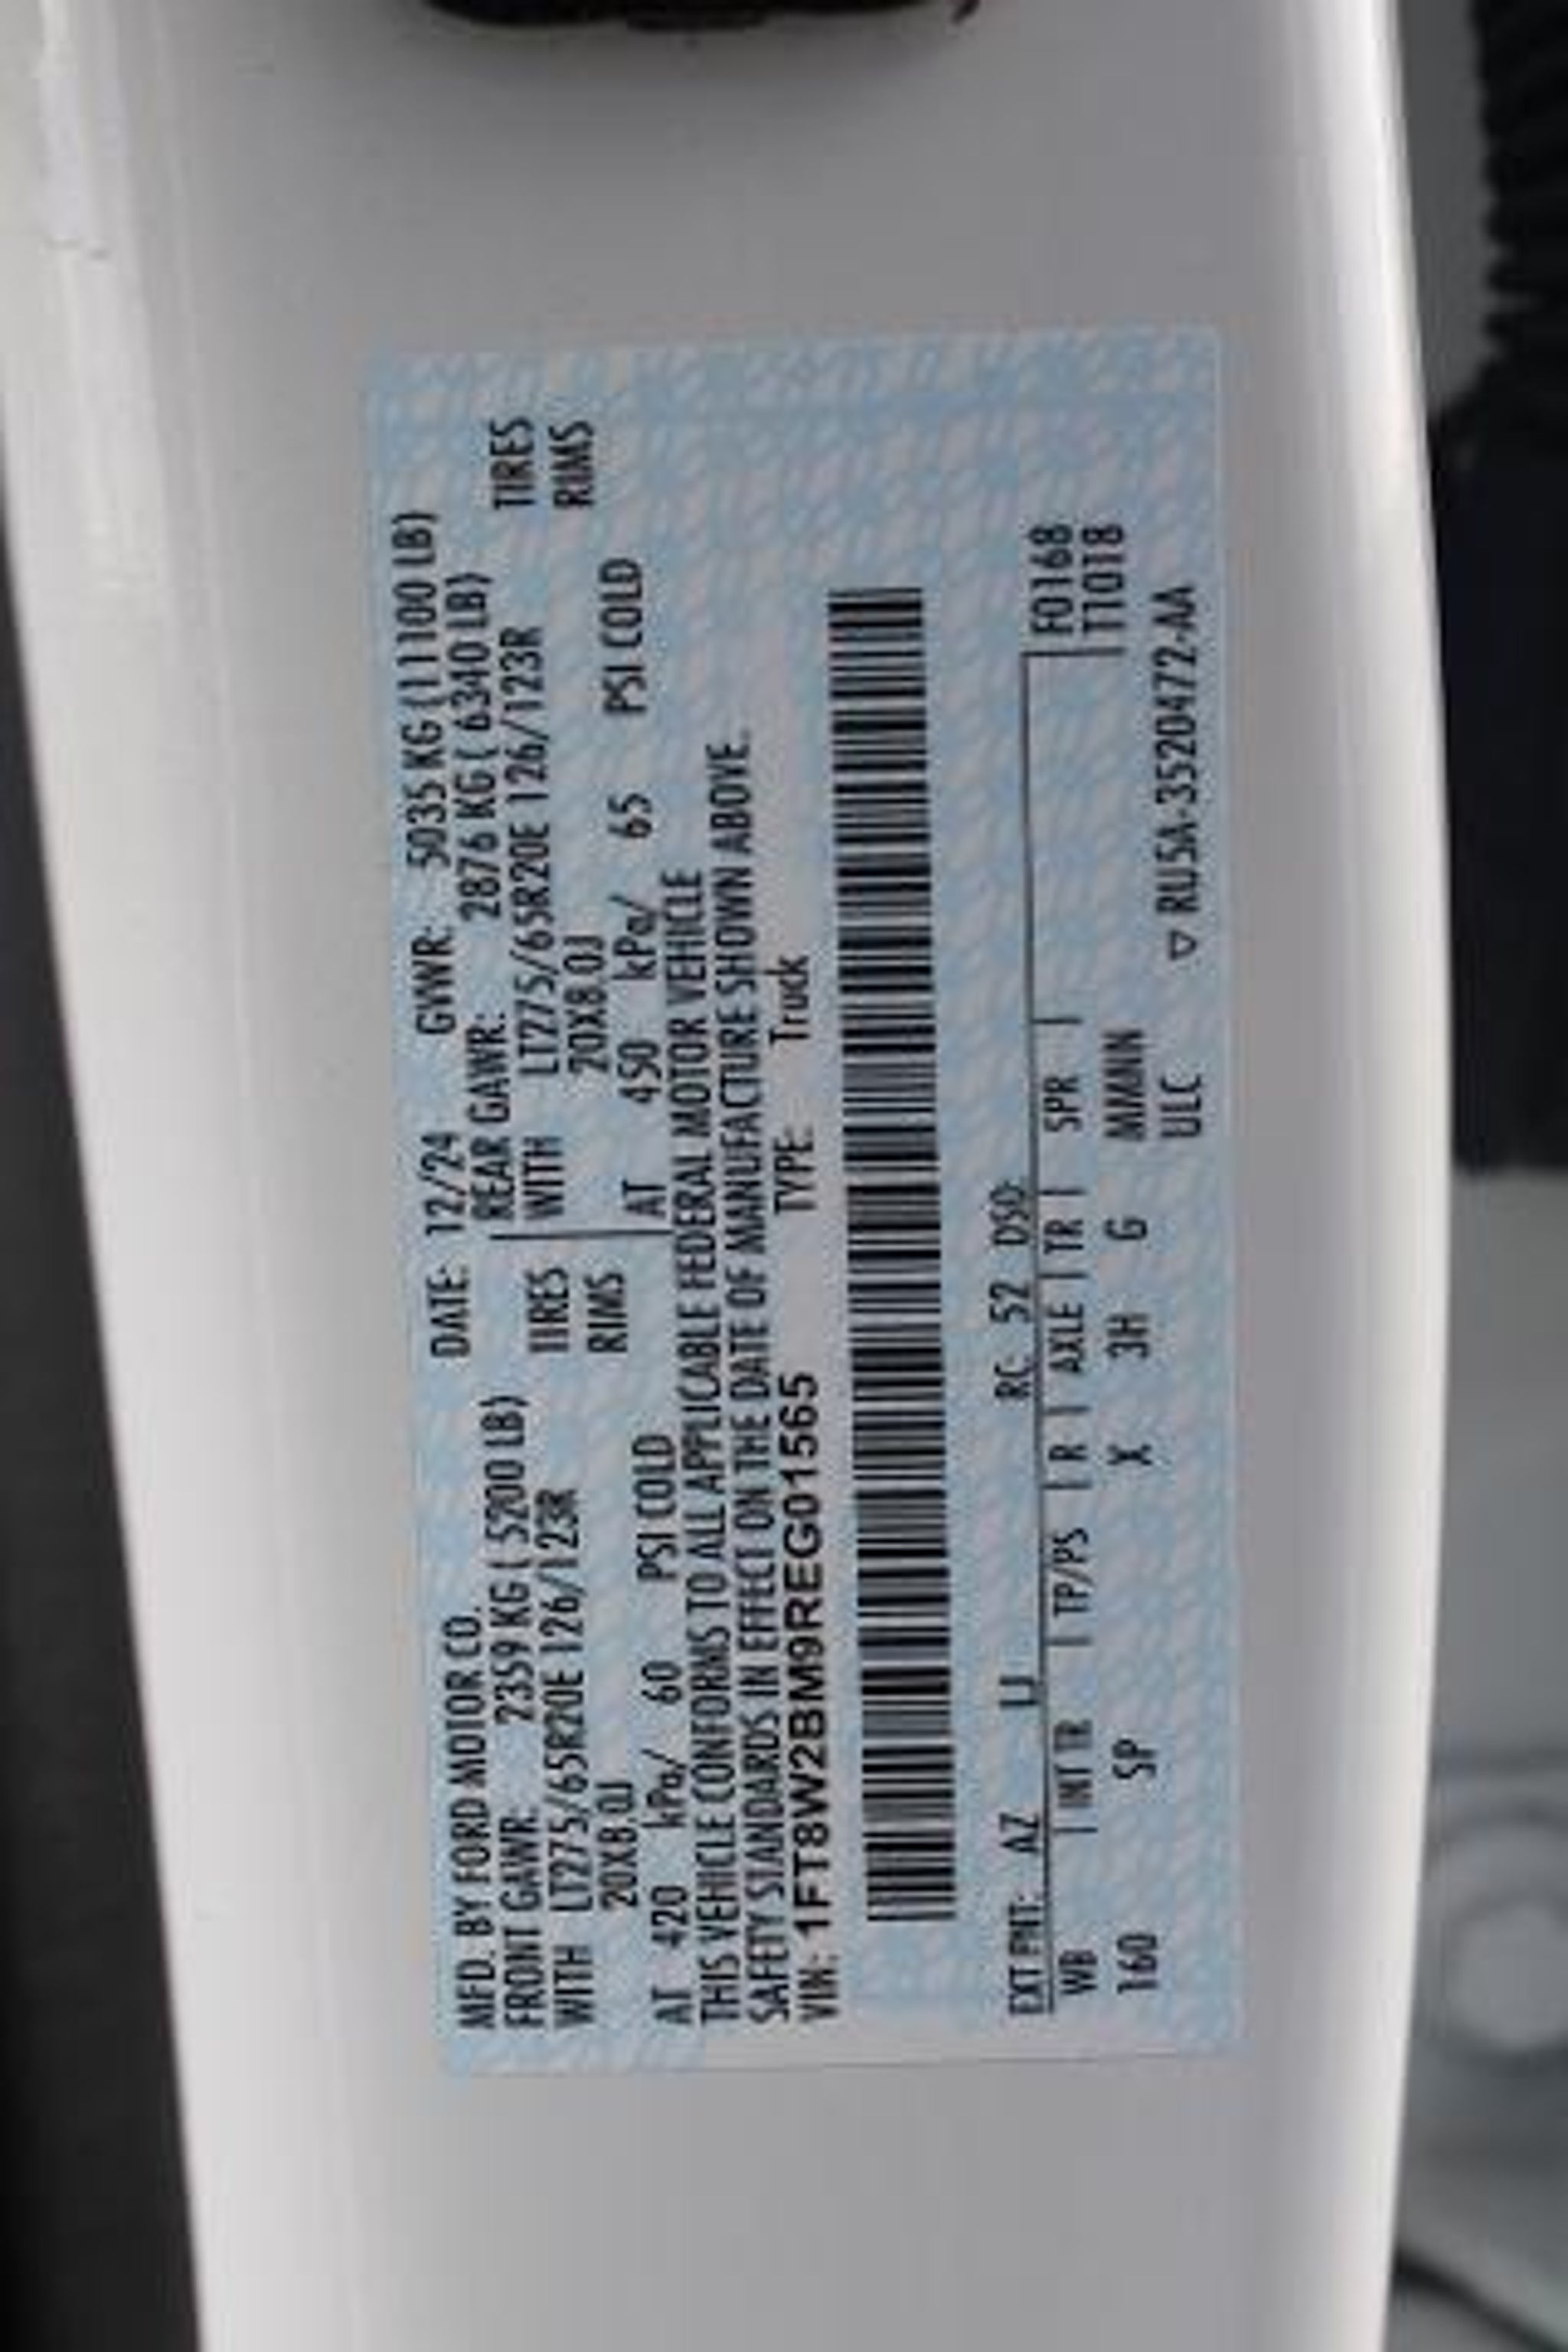 MFD. BY FORD MOTOR CO. DATE: 12/24 GVWR: 5035 KG (11100 LB)
FRONT GAWR: 2359 KG ( 5200 LB) REAR GAWR: 2876 KG ( 6340 LB)
WITH LT275/65R20E 126/123R TIRES WITH LT275/65R20E 126/123R TIRES
20X8.0J RIMS 20X8.0J RIMS
AT 420 kPa/ 60 PSI COLD AT 450 kPa/ 65 PSI COLD
THIS VEHICLE CONFORMS TO ALL APPLICABLE FEDERAL MOTOR VEHICLE
SAFETY STANDARDS IN EFFECT ON THE DATE OF MANUFACTURE SHOWN ABOVE.
VIN: 1FT8W2BM9REG01565 TYPE: Truck
EXT PNT: AZ LJ RC: 52 DSO:
WB | INT TR | TP/PS | R | AXLE | TR | SPR | F0168
160 SP X 3H G MMMNN T1018
ULC ▽ RU5A-3520472-AA